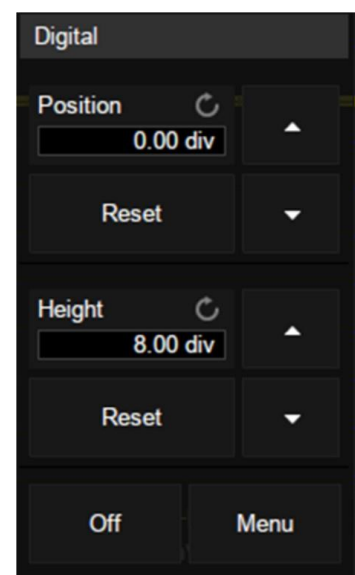 Digital
Position
0.00 div
Reset
Height
8.00 div
Reset
Off Menu